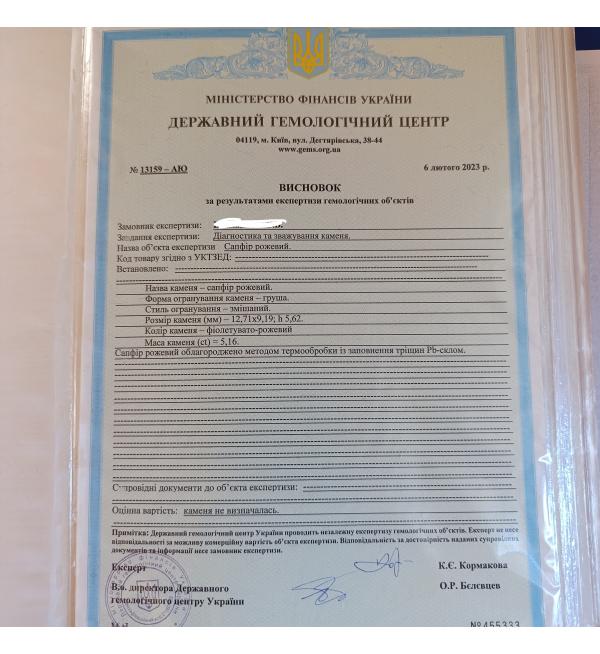 МІНІСТЕРСТВО ФІНАНСІВ УКРАЇНИ
ДЕРЖАВНИЙ ГЕМОЛОГІЧНИЙ ЦЕНТР
04119, м. Київ, вул. Дегтярівська, 38-44
www.gems.org.ua
№ 13159 – АЮ 6 лютого 2023 р.
ВИСНОВОК
за результатами експертизи гемологічних об'єктів
Замовник експертизи:
Завдання експертизи: Діагностика та зважування каменя.
Назва об'єкта експертизи Сапфір рожевий.
Код товару згідно з УКТЗЕД:
Встановлено:
Назва каменя – сапфір рожевий.
Форма огранування каменя – груша.
Стиль огранування – змішаний.
Розмір каменя (мм) – 12,71х9,19; h 5,62.
Колір каменя – фіолетувато-рожевий
Маса каменя (ct) = 5,16.
Сапфір рожевий облагороджено методом термообробки із заповнення тріщин Pb-склом.
Супровідні документи до об'єкта експертизи:
Оцінна вартість: каменя не визначалась.
Примітка: Державний гемологічний центр України проводить незалежну експертизу гемологічних об'єктів. Експерт не несе
відповідальності за можливу комерційну вартість об'єкта експертизи. Відповідальність за достовірність наданих супровідних
документів та інформації несе замовник експертизи.
Експерт К.Є. Кормакова
В.о. директора Державного О.Р. Бєлєвцев
гемологічного центру України
№ 455333